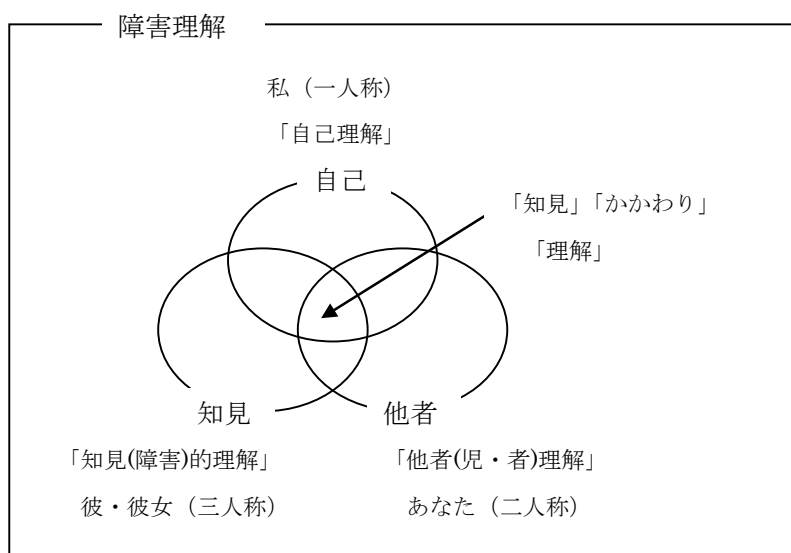 障害理解
私（一人称）
「自己理解」
自己
「知見」「かかわり」
「理解」
知見
他者
「知見(障害)的理解」
「他者(児・者)理解」
彼・彼女（三人称）
あなた（二人称）